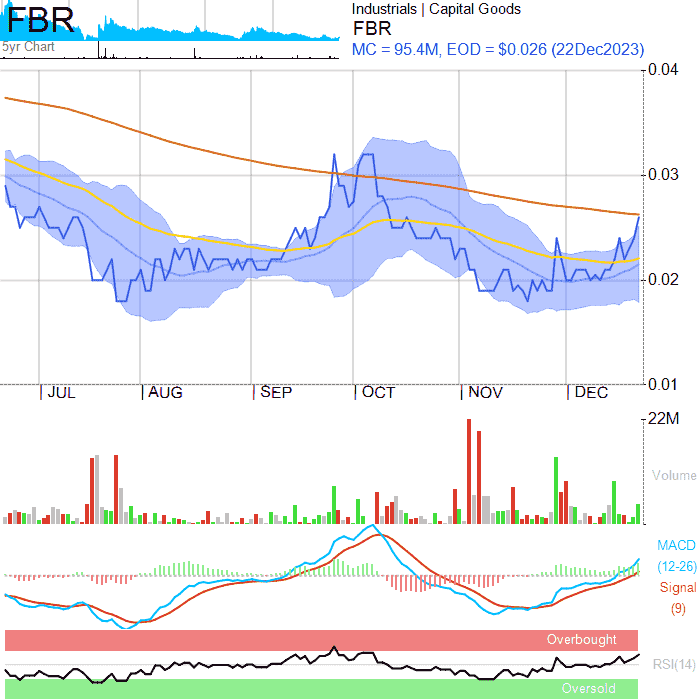 FBR
5yr Chart
Industrials | Capital Goods
FBR
MC = 95.4M, EOD = $0.026 (22Dec2023)
0.04
0.03
0.02
0.01
JUL AUG SEP OCT NOV DEC
22M
Volume
MACD
(12-26)
Signal
(9)
Overbought
RSI(14)
Oversold